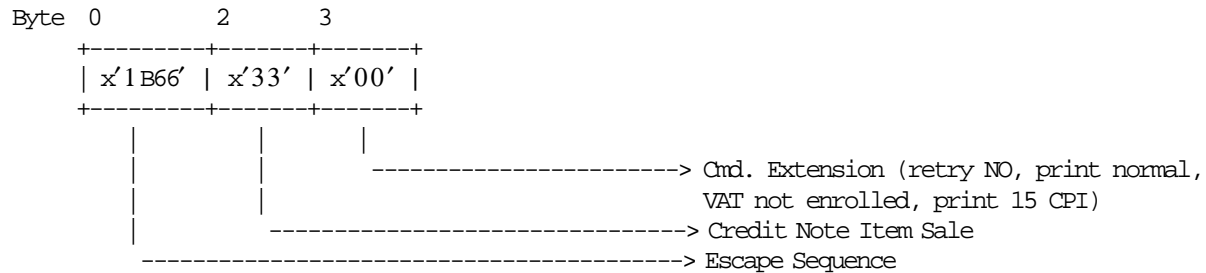 Byte 0 2 3
+---------+-------+-------+
| x′1B66′ | x′33′ | x′00′ |
+---------+-------+-------+
| | |
| | ------------------------> Cmd. Extension (retry NO, print normal,
| | VAT not enrolled, print 15 CPI)
| --------------------------------> Credit Note Item Sale
------------------------------------------> Escape Sequence